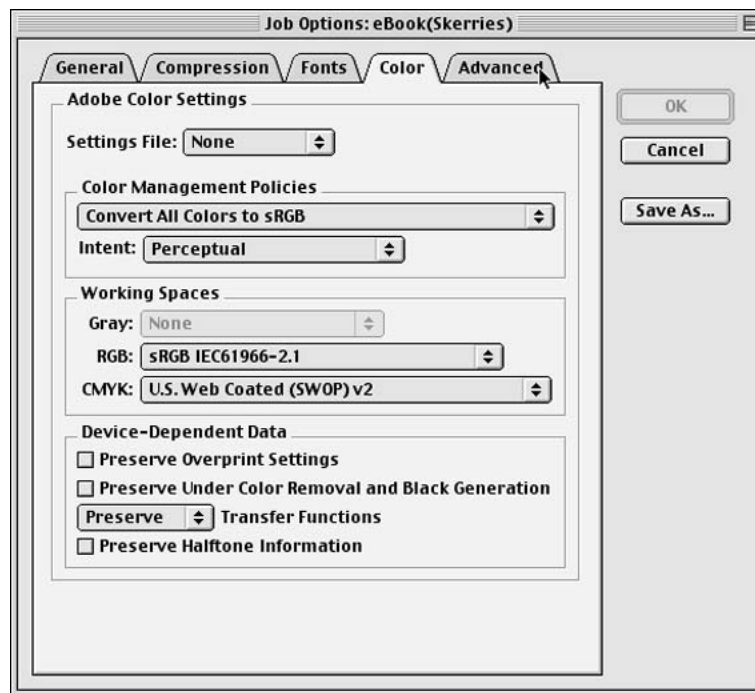 Job Options: eBook(Skerries)
General Compression Fonts Color Advanced
Adobe Color Settings
OK
Settings File: None
Cancel
Color Management Policies
Convert All Colors to sRGB
Save As...
Intent: Perceptual
Working Spaces
Gray: None
RGB: sRGB IEC61966-2.1
CMYK: U.S. Web Coated (SWOP) v2
Device-Dependent Data
Preserve Overprint Settings
Preserve Under Color Removal and Black Generation
Preserve Transfer Functions
Preserve Halftone Information